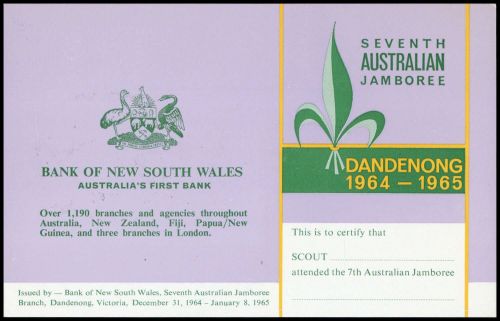 BANK OF NEW SOUTH WALES
AUSTRALIA'S FIRST BANK
Over 1,190 branches and agencies throughout
Australia, New Zealand, Fiji, Papua/New
Guinea, and three branches in London.
Issued by — Bank of New South Wales, Seventh Australian Jamboree
Branch, Dandenong, Victoria, December 31, 1964 – January 8, 1965
SEVENTH
AUSTRALIAN
JAMBOREE
DANDENONG
1964 – 1965
This is to certify that
SCOUT
attended the 7th Australian Jamboree